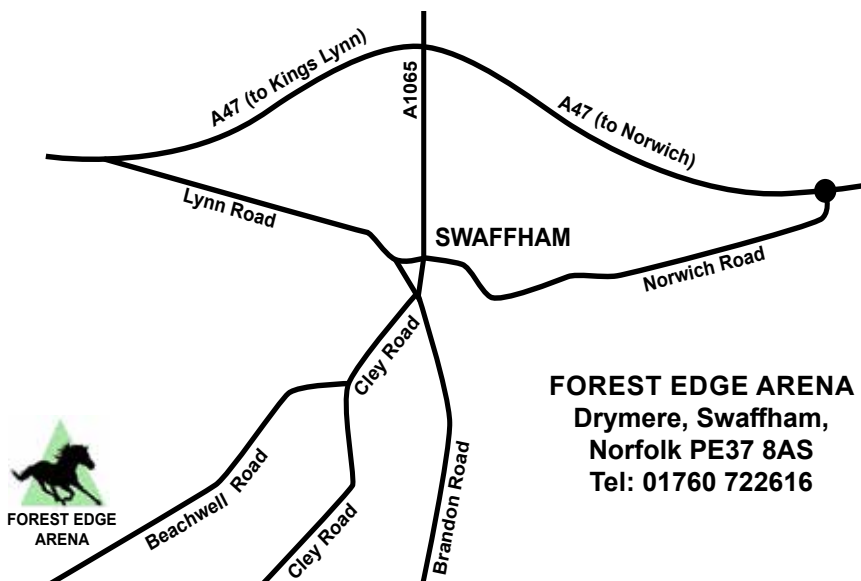 A47 (to Kings Lynn)
A1065
A47 (to Norwich)
Lynn Road
SWAFFHAM
Norwich Road
Cley Road
FOREST EDGE ARENA
Drymere, Swaffham,
Norfolk PE37 8AS
Tel: 01760 722616
Beachwell Road
Cley Road
Brandon Road
FOREST EDGE
ARENA